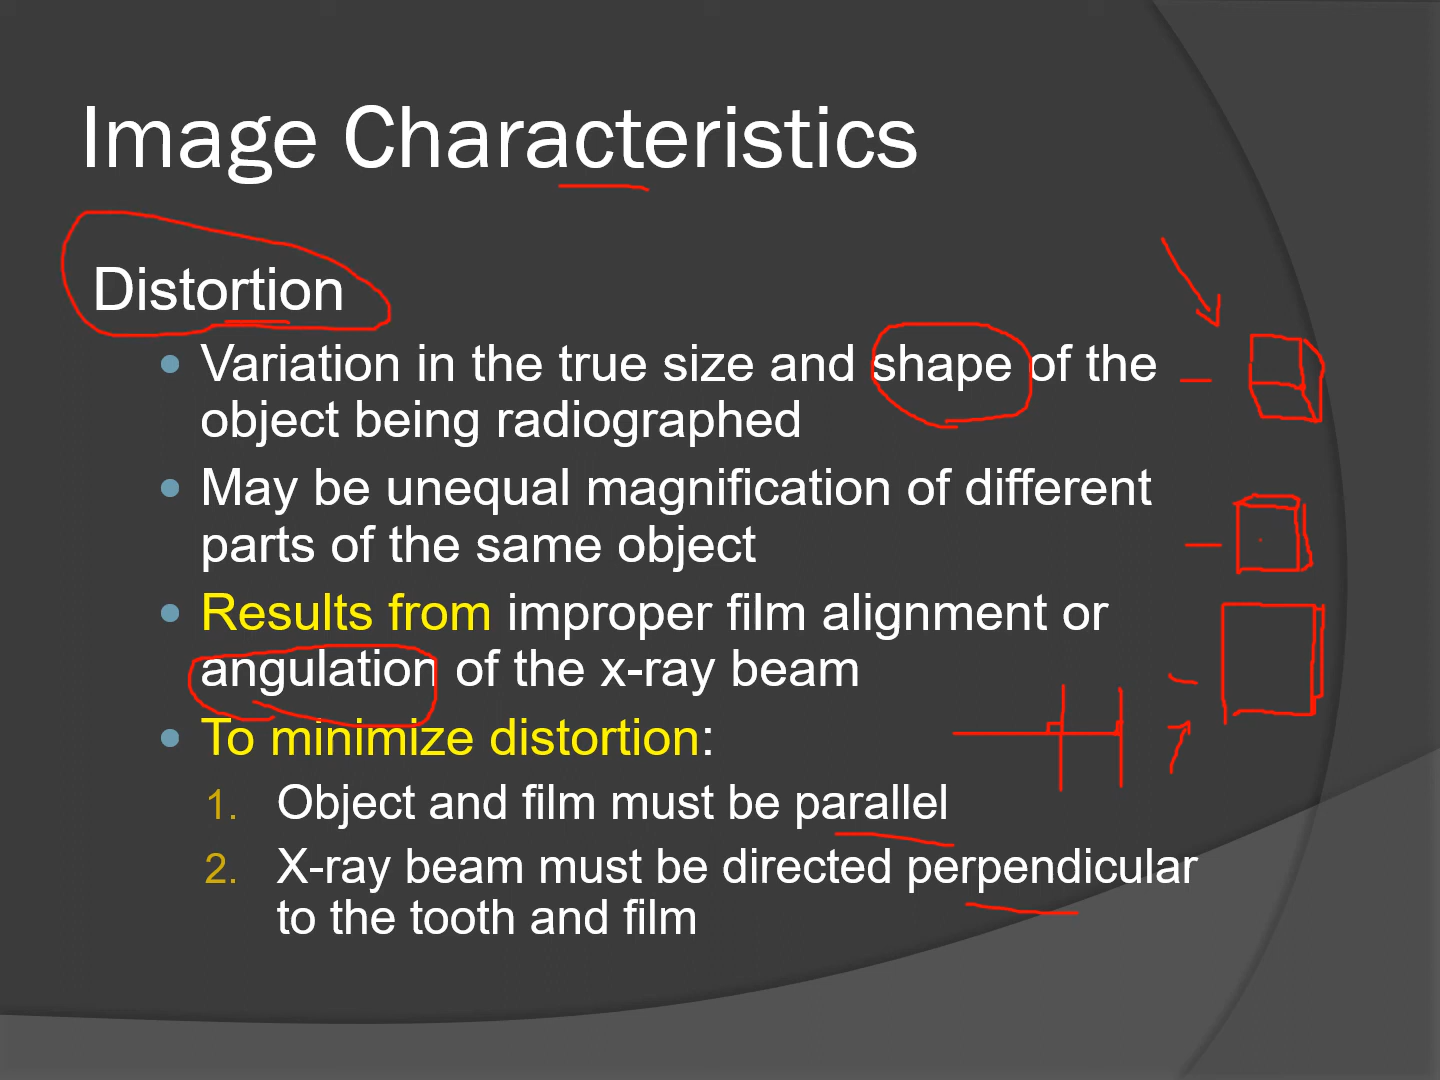 Image Characteristics
Distortion
Variation in the true size and shape of the
object being radiographed
May be unequal magnification of different
parts of the same object
Results from improper film alignment or
angulation of the x-ray beam
To minimize distortion:
1. Object and film must be parallel
2. X-ray beam must be directed perpendicular
to the tooth and film